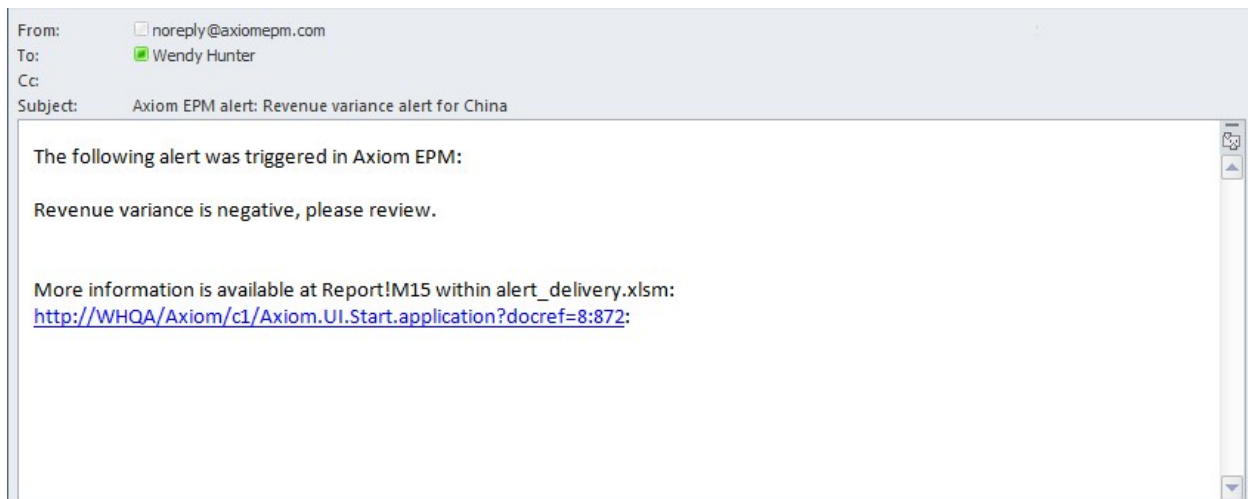 From: noreply@axiomepm.com
To: Wendy Hunter
Cc:
Subject: Axiom EPM alert: Revenue variance alert for China
The following alert was triggered in Axiom EPM:
Revenue variance is negative, please review.
More information is available at Report!M15 within alert_delivery.xlsm:
http://WHQA/Axiom/c1/Axiom.UI.Start.application?docref=8:872: